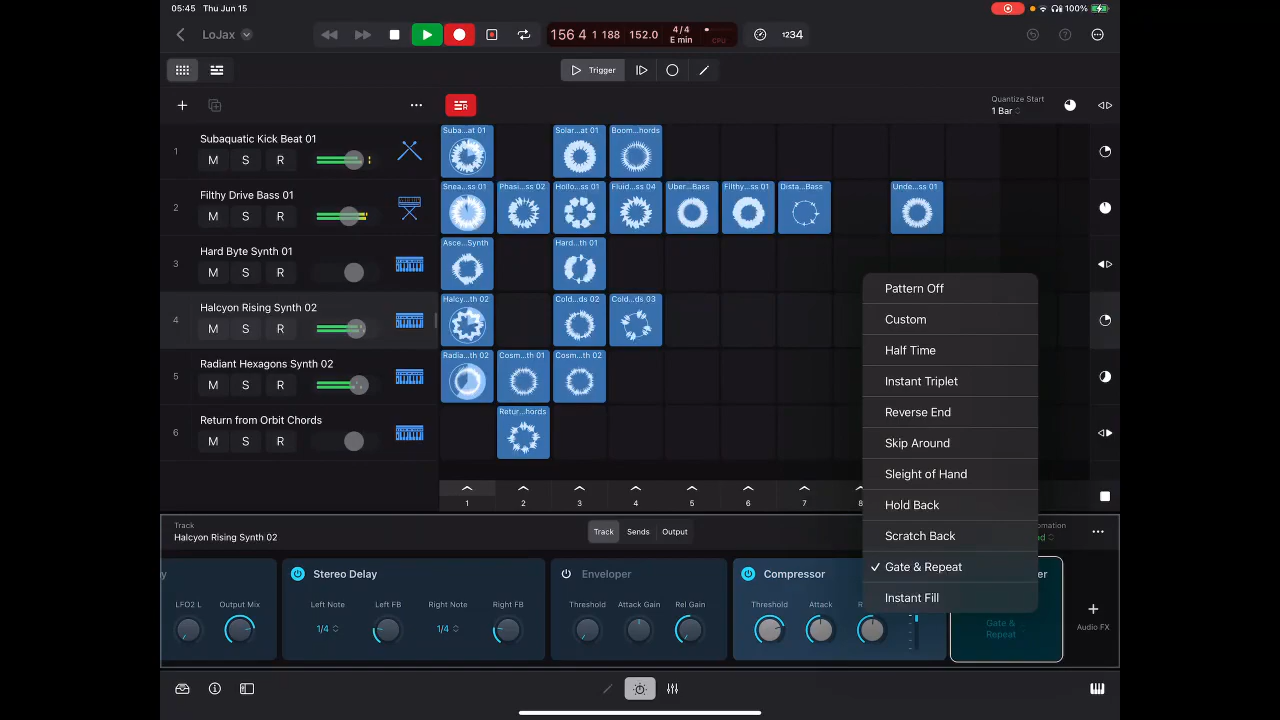 05:45 Thu Jun 15
100%
LoJax
156 4 1 188 152.0 4/4 E min CPU
1234
Trigger
Quantize Start
1 Bar
1 Subaquatic Kick Beat 01
M S R
Suba...at 01 Solar...at 01 Boom...hords
2 Filthy Drive Bass 01
M S R
Snea...ss 01 Phasi...ss 02 Hollo...ss 01 Fluid...ss 04 Uber...Bass Filthy...ss 01 Dista...Bass Unde...ss 01
3 Hard Byte Synth 01
M S R
Asce...Synth Hard...th 01
4 Halcyon Rising Synth 02
M S R
Halcy...th 02 Cold...ds 02 Cold...ds 03
5 Radiant Hexagons Synth 02
M S R
Radia...th 02 Cosm...th 01 Cosm...th 02
6 Return from Orbit Chords
M S R
Retur...hords
1 2 3 4 5 6 7 8
Pattern Off
Custom
Half Time
Instant Triplet
Reverse End
Skip Around
Sleight of Hand
Hold Back
Scratch Back
Gate & Repeat
Instant Fill
Track
Halcyon Rising Synth 02
Track Sends Output
Stereo Delay
Enveloper
Compressor
LFO2 L Output Mix
Left Note Left FB Right Note Right FB
1/4 1/4
Threshold Attack Gain Rel Gain
Threshold Attack
Gate &
Repeat
Audio FX